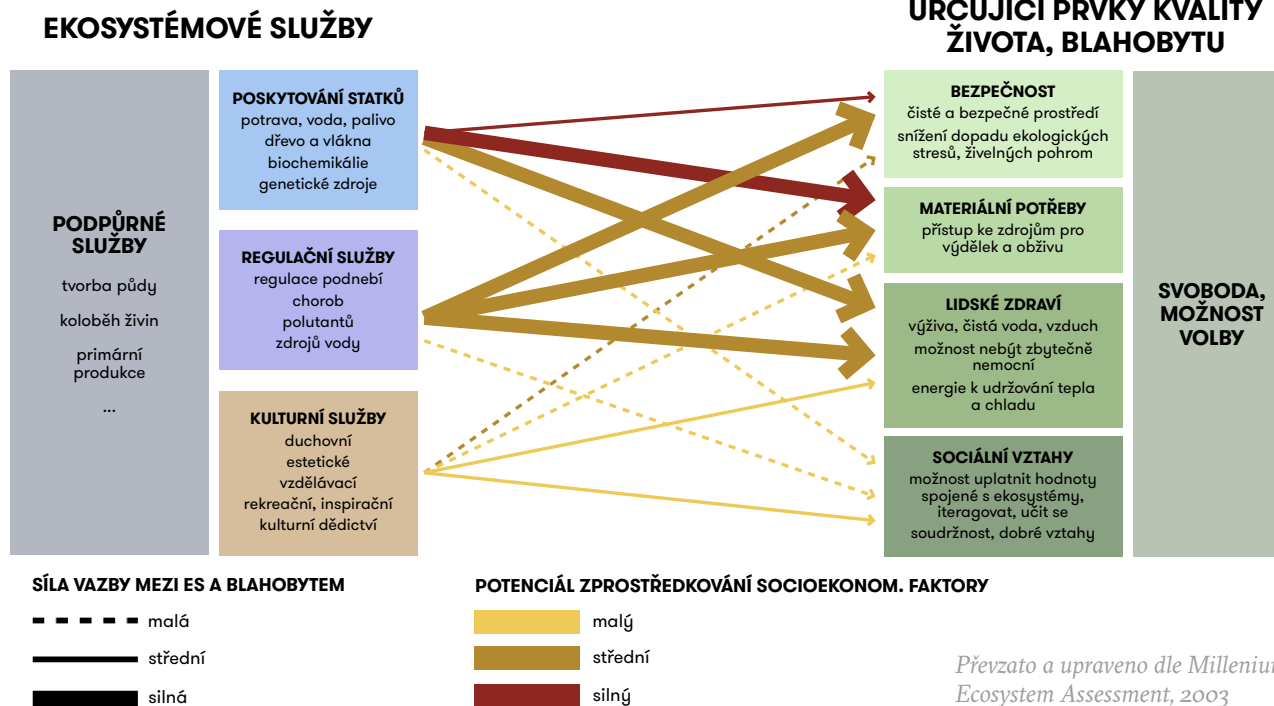 EKOSYSTÉMOVÉ SLUŽBY
URČUJÍCÍ PRVKY KVALITY
ŽIVOTA, BLAHOBYTU
PODPŮRNÉ
SLUŽBY
tvorba půdy
koloběh živin
primární
produkce
...
POSKYTOVÁNÍ STATKŮ
potrava, voda, palivo
dřevo a vlákna
biochemikálie
genetické zdroje
REGULAČNÍ SLUŽBY
regulace podnebí
chorob
polutantů
zdrojů vody
KULTURNÍ SLUŽBY
duchovní
estetické
vzdělávací
rekreační, inspirační
kulturní dědictví
BEZPEČNOST
čisté a bezpečné prostředí
snížení dopadu ekologických
stresů, živelných pohrom
MATERIÁLNÍ POTŘEBY
přístup ke zdrojům pro
výdělek a obživu
LIDSKÉ ZDRAVÍ
výživa, čistá voda, vzduch
možnost nebýt zbytečně
nemocní
energie k udržování tepla
a chladu
SOCIÁLNÍ VZTAHY
možnost uplatnit hodnoty
spojené s ekosystémy,
iteragovat, učit se
soudržnost, dobré vztahy
SVOBODA,
MOŽNOST
VOLBY
SÍLA VAZBY MEZI ES A BLAHOBYTEM
malá
střední
silná
POTENCIÁL ZPROSTŘEDKOVÁNÍ SOCIOEKONOM. FAKTORY
malý
střední
silný
Převzato a upraveno dle
Ecosystem Assessment, 2003